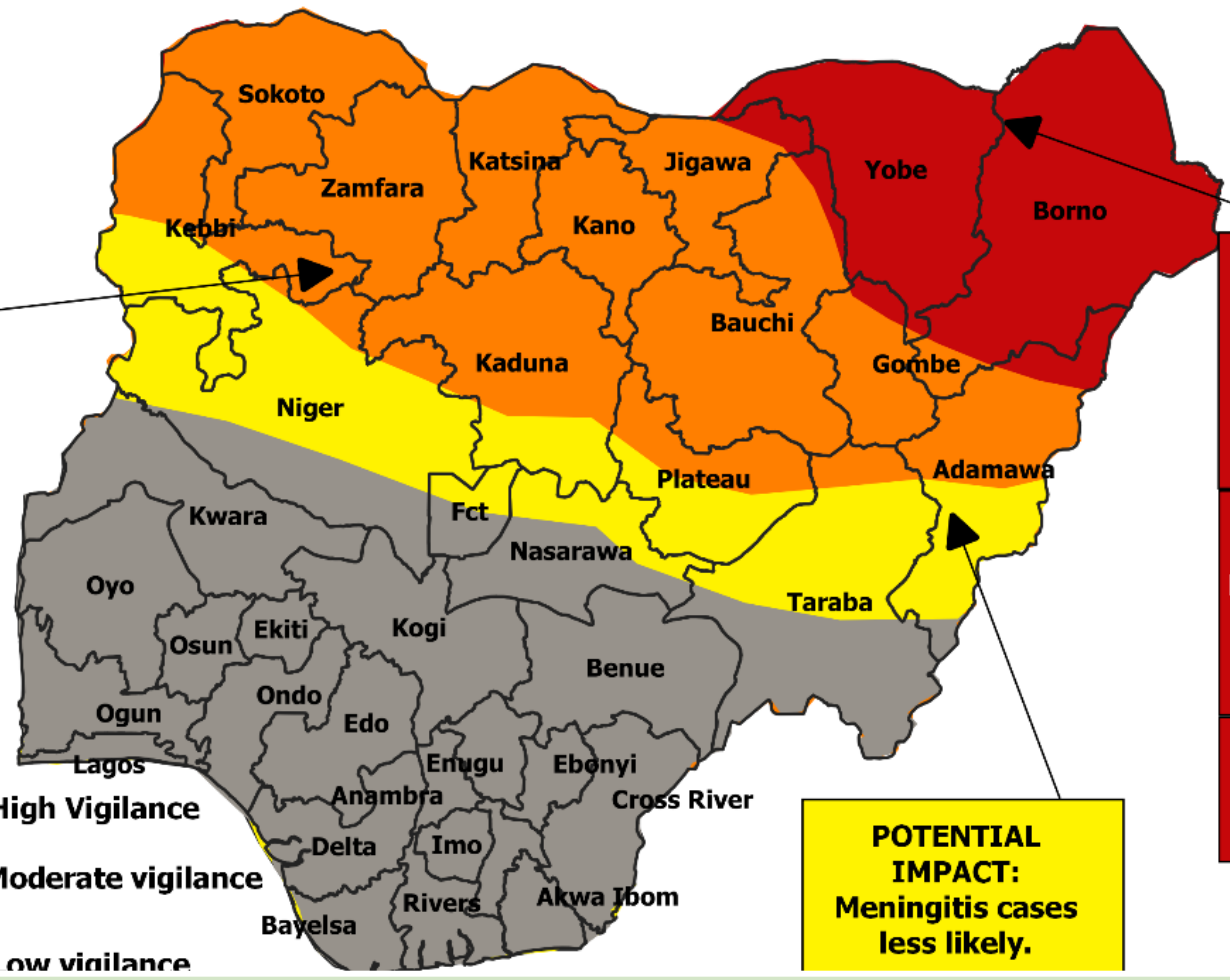 Sokoto
Katsina
Jigawa
Yobe
Zamfara
Borno
Kano
Kebbi
Bauchi
Kaduna
Gombe
Niger
Adamawa
Plateau
Fct
Kwara
Nasarawa
Oyo
Taraba
Ekiti
Kogi
Osun
Benue
Ondo
Ogun
Edo
Lagos
Enugu
Ebonyi
Anambra
Cross River
High Vigilance
Delta
Imo
Moderate vigilance
Rivers
Akwa Ibom
Bayelsa
Low vigilance
POTENTIAL
IMPACT:
Meningitis cases
less likely.